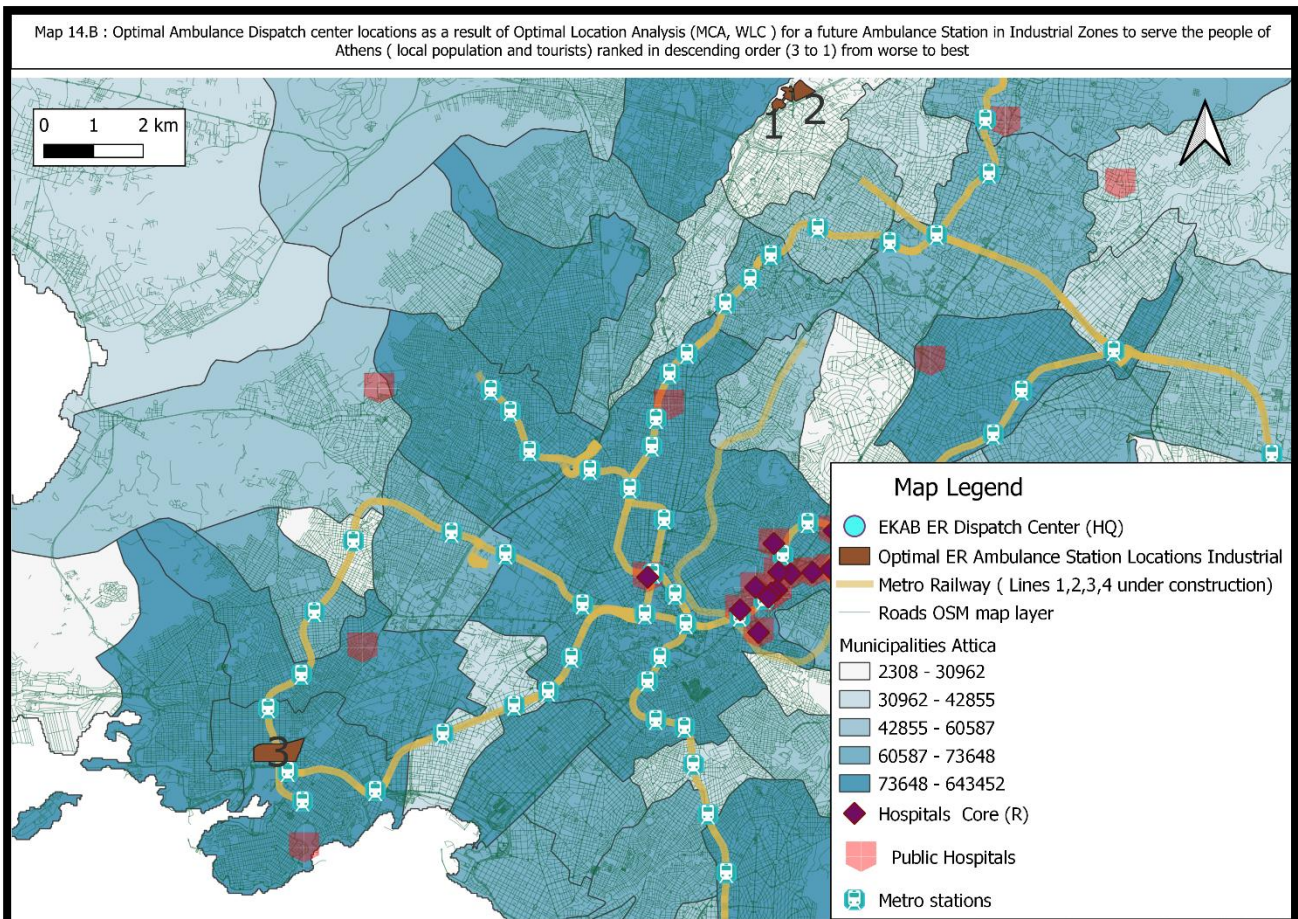 Map 14.B : Optimal Ambulance Dispatch center locations as a result of Optimal Location Analysis (MCA, WLC ) for a future Ambulance Station in Industrial Zones to serve the people of
Athens ( local population and tourists) ranked in descending order (3 to 1) from worse to best
0 1 2 km
1 2
3
Map Legend
EKAB ER Dispatch Center (HQ)
Optimal ER Ambulance Station Locations Industrial
Metro Railway ( Lines 1,2,3,4 under construction)
Roads OSM map layer
Municipalities Attica
2308 - 30962
30962 - 42855
42855 - 60587
60587 - 73648
73648 - 643452
Hospitals Core (R)
Public Hospitals
Metro stations